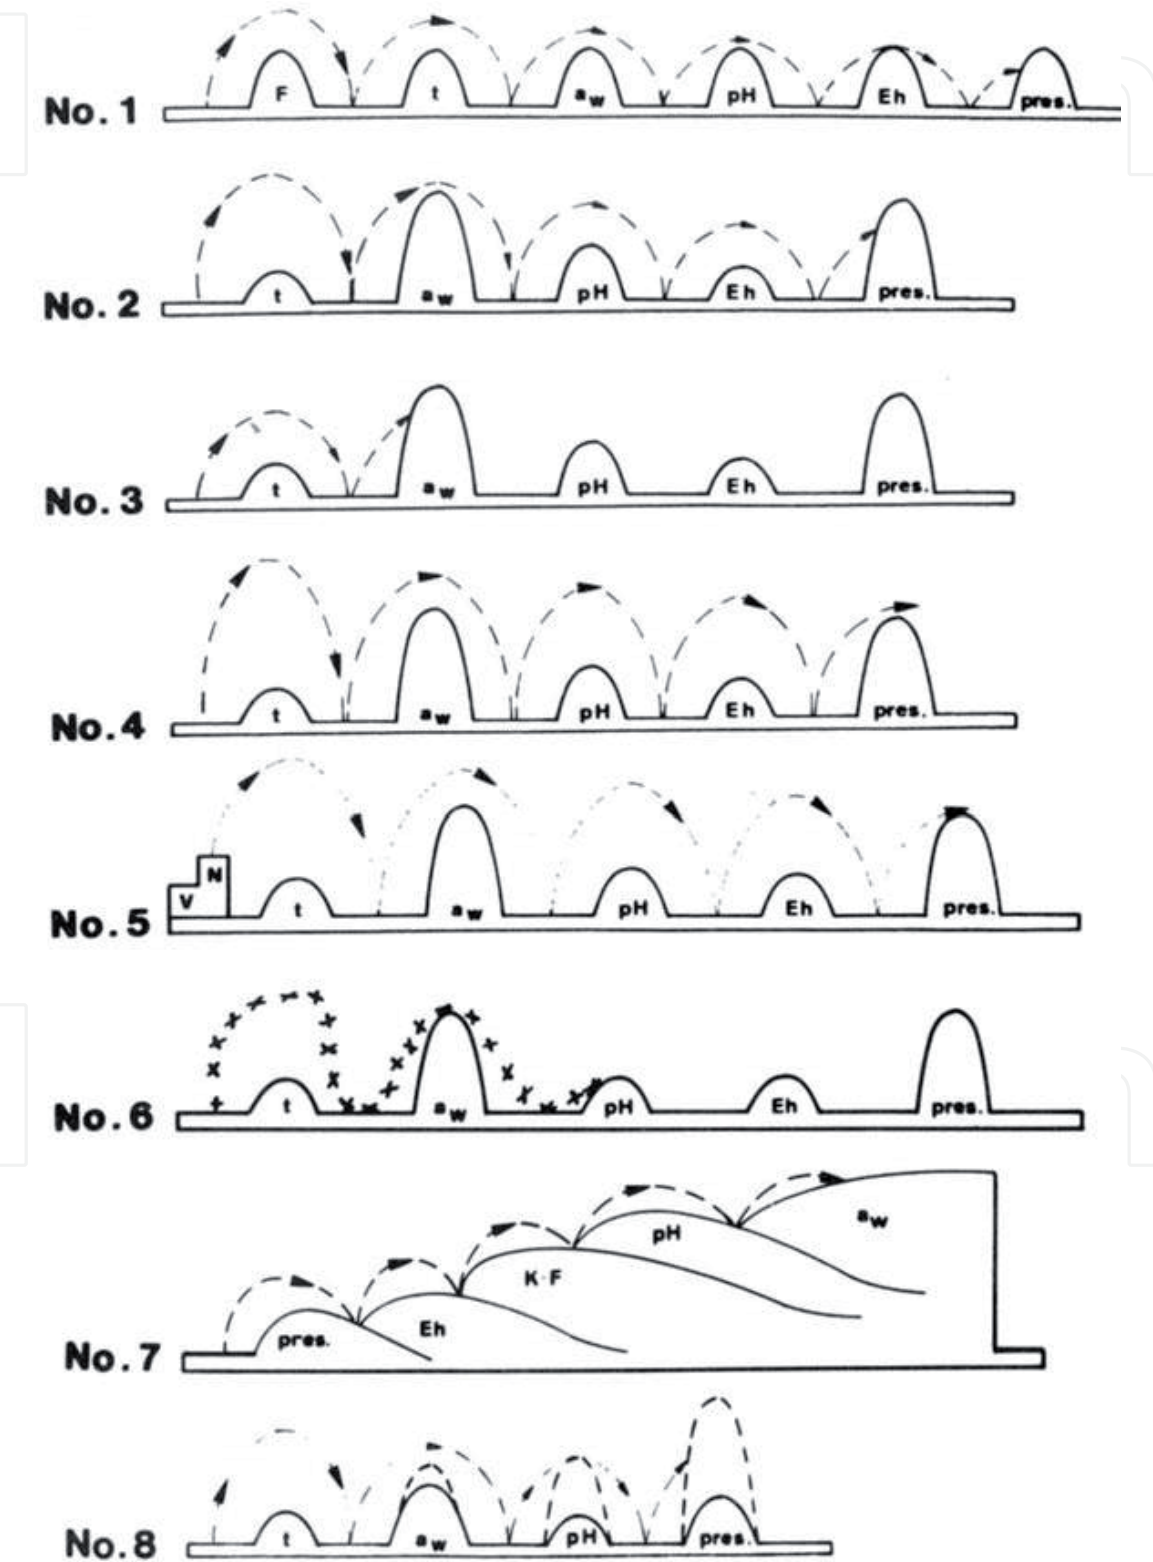 No.1 F t aw pH Eh pres.
No.2 t aw pH Eh pres.
No.3 t aw pH Eh pres.
No.4 t aw pH Eh pres.
N
V
No.5 t aw pH Eh pres.
No.6 t aw pH Eh pres.
aw
pH
K-F
Eh
pres.
No.7
No.8 t aw pH pres.